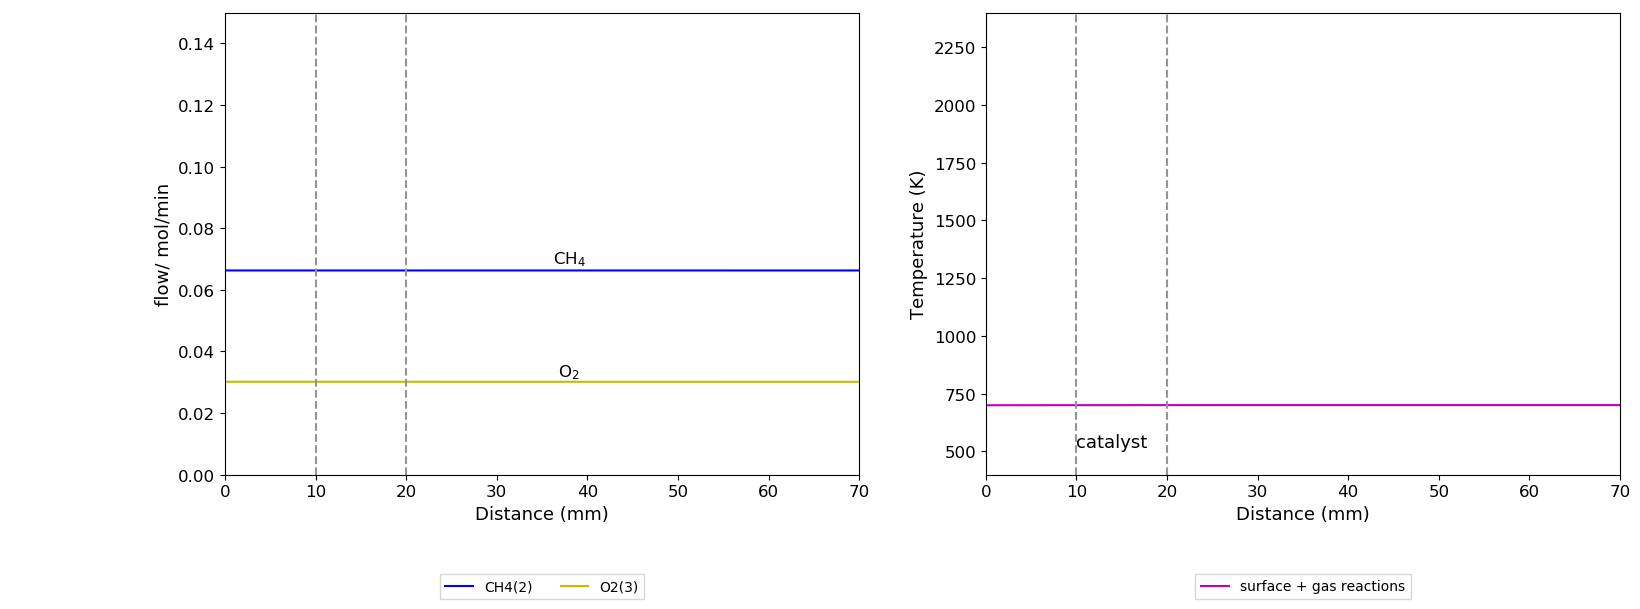 0.14
0.12
0.10
0.08
0.06
0.04
0.02
0.00
flow/ mol/min
CH₄
O₂
0 10 20 30 40 50 60 70
Distance (mm)
CH4(2) O2(3)
2250
2000
1750
1500
1250
1000
750
500
Temperature (K)
catalyst
0 10 20 30 40 50 60 70
Distance (mm)
surface + gas reactions